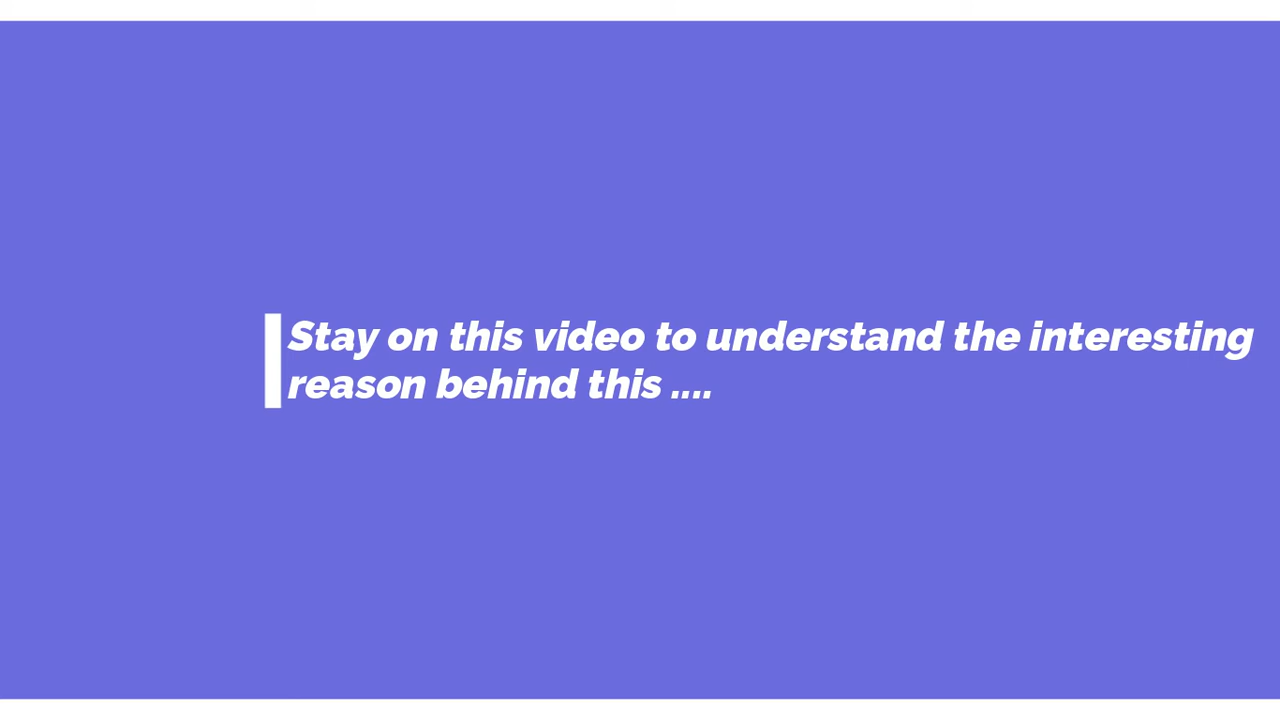 Stay on this video to understand the interesting
reason behind this ....